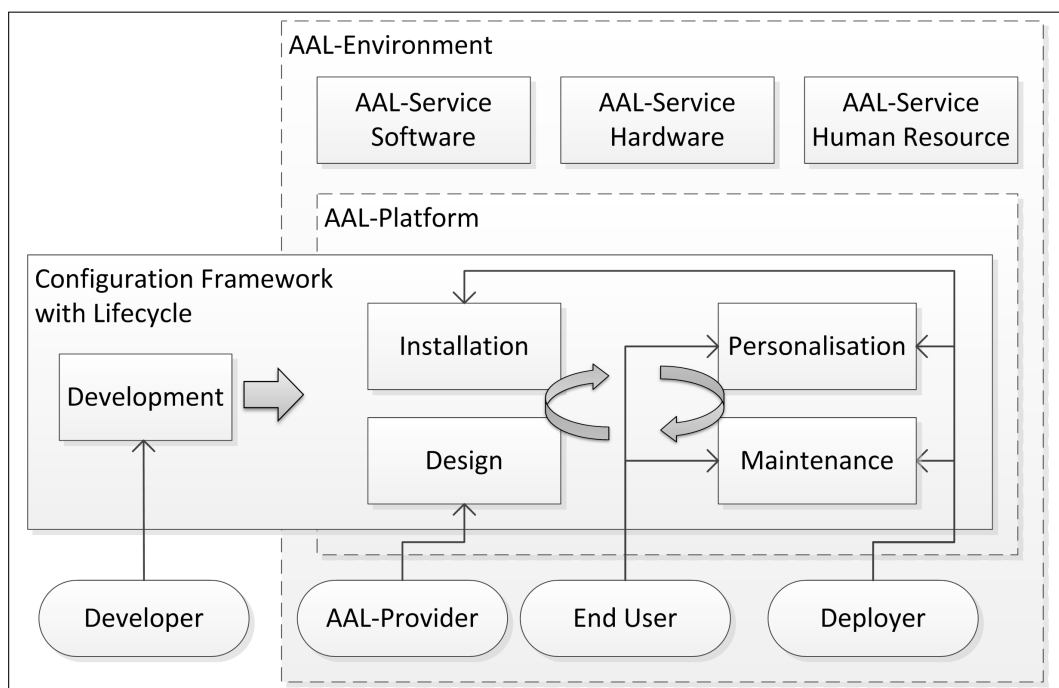 AAL-Environment
AAL-Service
Software
AAL-Service
Hardware
AAL-Service
Human Resource
AAL-Platform
Configuration Framework
with Lifecycle
Installation
Personalisation
Development
Design
Maintenance
Developer
AAL-Provider
End User
Deployer